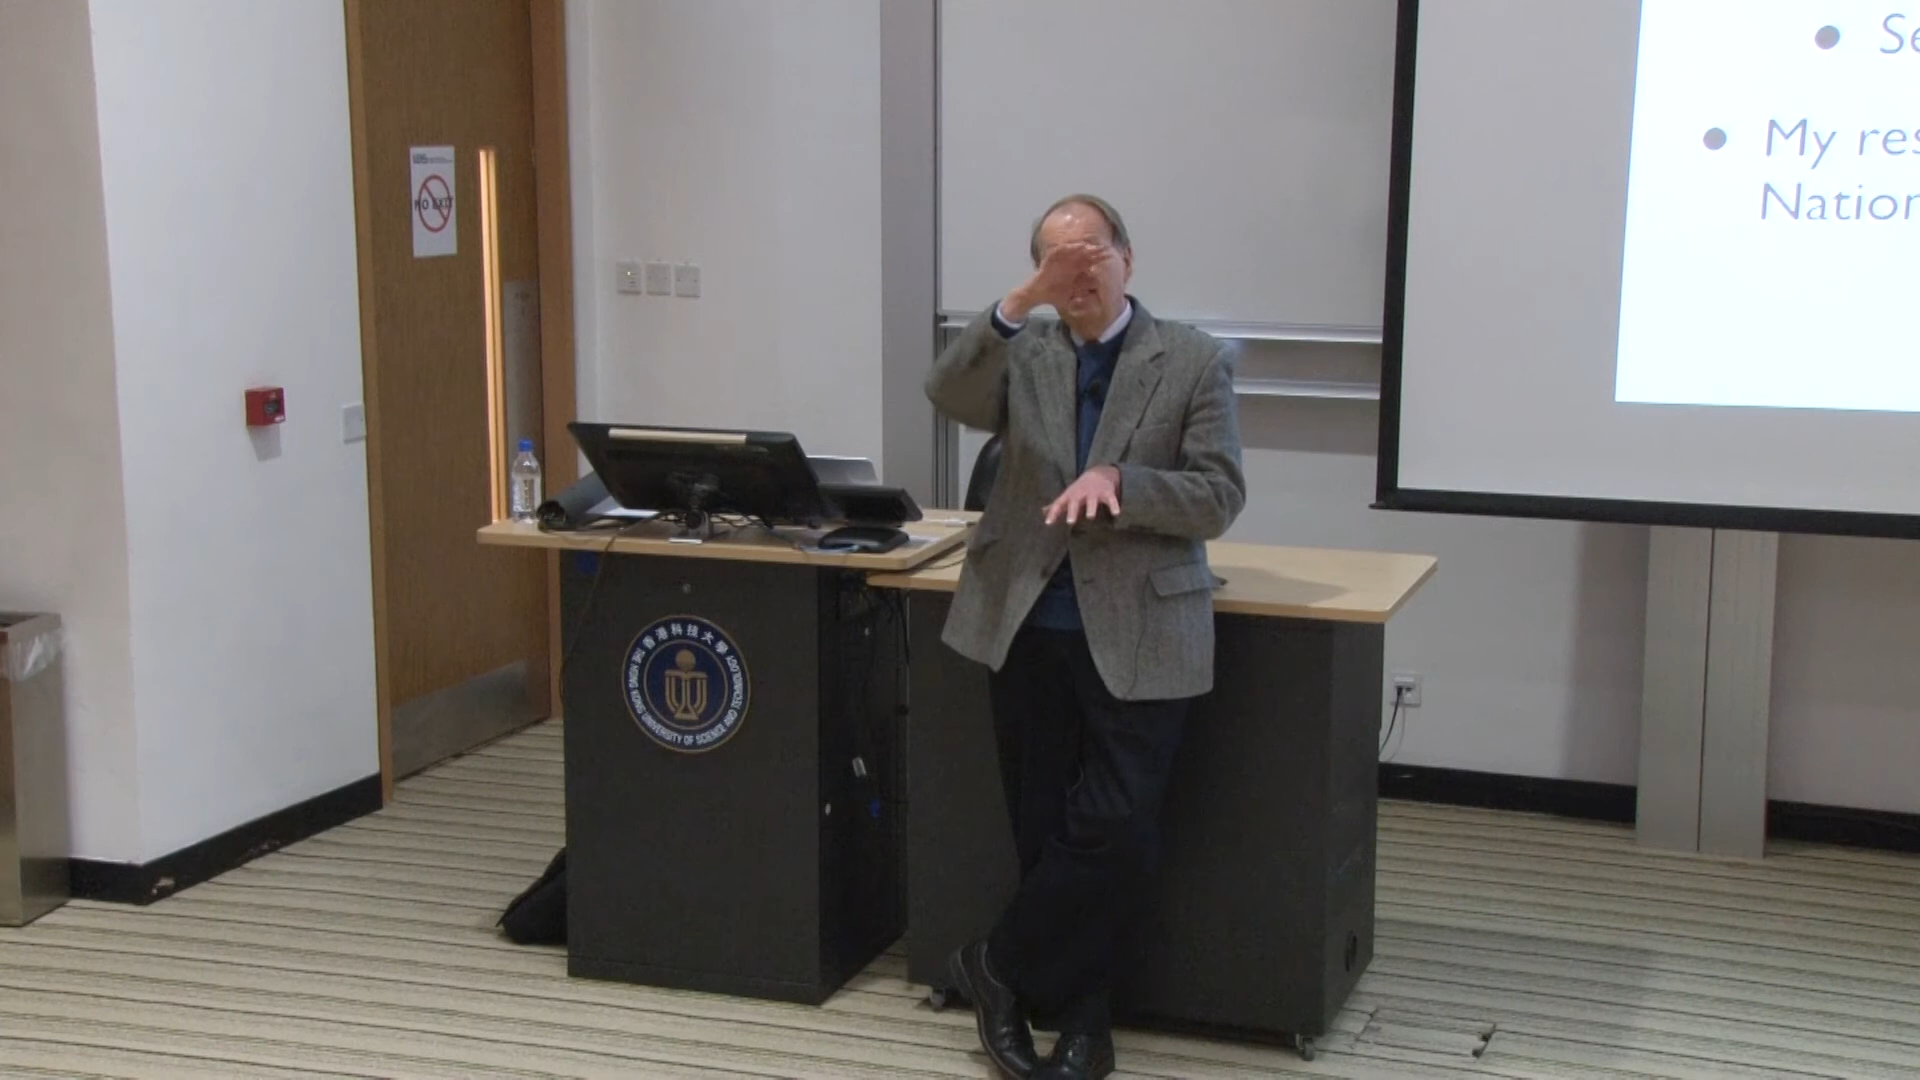 NO EXIT
Se
My res
Nation
香港科技大學
THE HONG KONG UNIVERSITY OF SCIENCE AND TECHNOLOGY